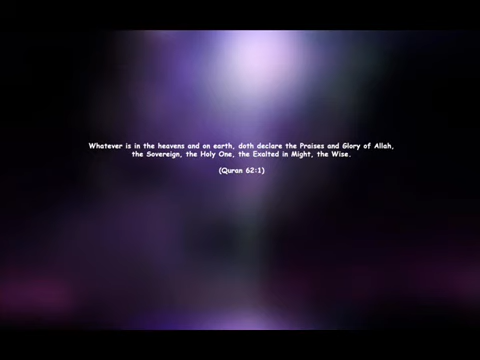 Whatever is in the heavens and on earth, doth declare the Praises and Glory of Allah,
the Sovereign, the Holy One, the Exalted in Might, the Wise.
(Quran 62:1)